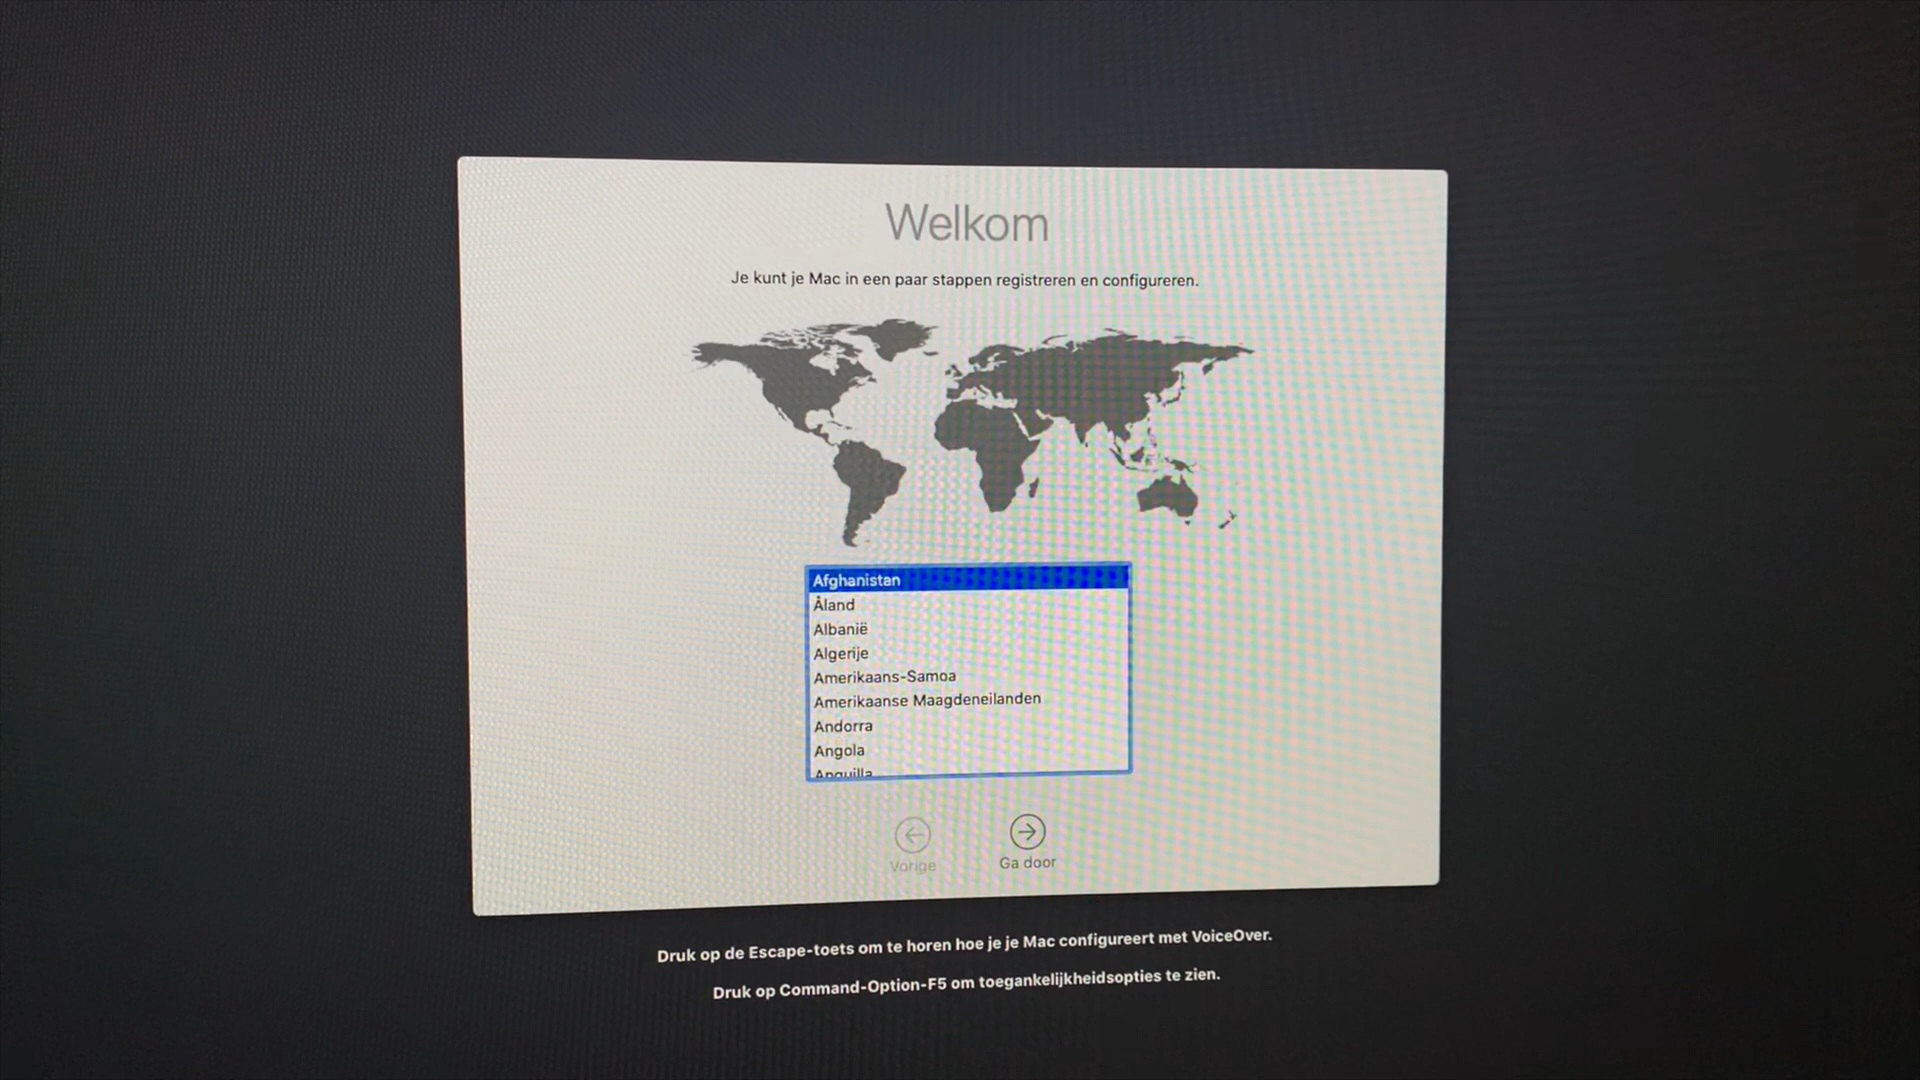 Welkom
Je kunt je Mac in een paar stappen registreren en configureren.
Afghanistan
Åland
Albanië
Algerije
Amerikaans-Samoa
Amerikaanse Maagdeneilanden
Andorra
Angola
Anguilla
Vorige
Ga door
Druk op de Escape-toets om te horen hoe je je Mac configureert met VoiceOver.
Druk op Command-Option-F5 om toegankelijkheidsopties te zien.